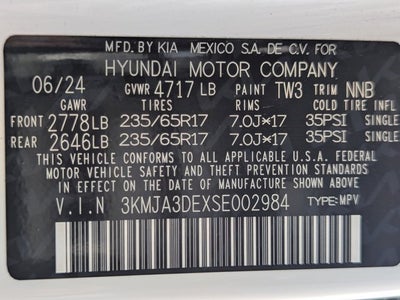 MFD.BY KIA MEXICO S.A. DE C.V. FOR
HYUNDAI MOTOR COMPANY
06/24 GVWR 4717 LB PAINT TW3 TRIM NNB
GAWR TIRES RIMS COLD TIRE INFL
FRONT 2778LB 235/65R17 7.0J×17 35PSI SINGLE
REAR 2646LB 235/65R17 7.0J×17 35PSI SINGLE
THIS VEHICLE CONFORMS TO ALL APPLICABLE U.S.A. FEDERAL
MOTOR VEHICLE SAFETY STANDARDS IN EFFECT ON THE DATE OF
MANUFACTURE SHOWN ABOVE.
V.I.N 3KMJA3DEXSE002984 TYPE:MPV